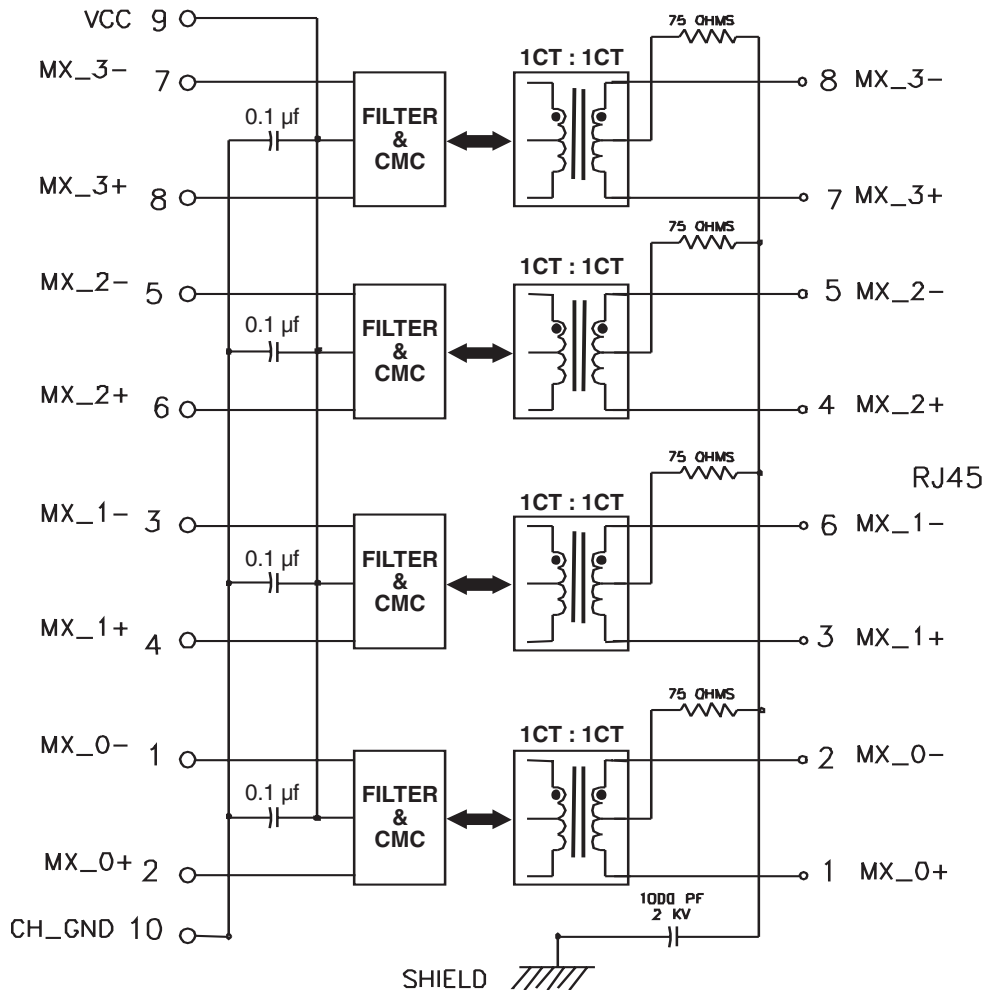 VCC 9
75 OHMS
MX_3- 7
1CT : 1CT
8 MX_3-
0.1 µf
FILTER
&
CMC
MX_3+ 8
7 MX_3+
75 OHMS
MX_2- 5
1CT : 1CT
5 MX_2-
0.1 µf
FILTER
&
CMC
MX_2+ 6
4 MX_2+
75 OHMS
RJ45
MX_1- 3
1CT : 1CT
6 MX_1-
0.1 µf
FILTER
&
CMC
MX_1+ 4
3 MX_1+
75 OHMS
MX_0- 1
1CT : 1CT
2 MX_0-
0.1 µf
FILTER
&
CMC
MX_0+ 2
1 MX_0+
1000 PF
2 KV
CH_GND 10
SHIELD